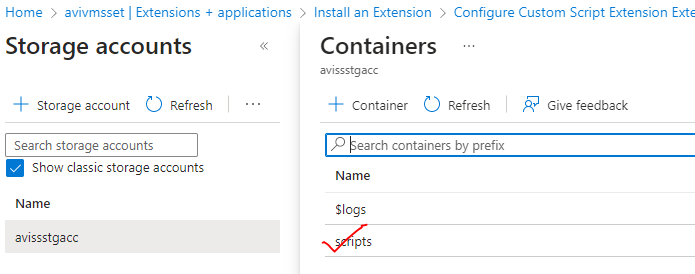 Home > avivmsset | Extensions + applications > Install an Extension > Configure Custom Script Extension Exte
Storage accounts «
+ Storage account Refresh ...
Search storage accounts
Show classic storage accounts
Name
avissstgacc
Containers ...
avissstgacc
+ Container Refresh Give feedback
Search containers by prefix
Name
$logs
scripts